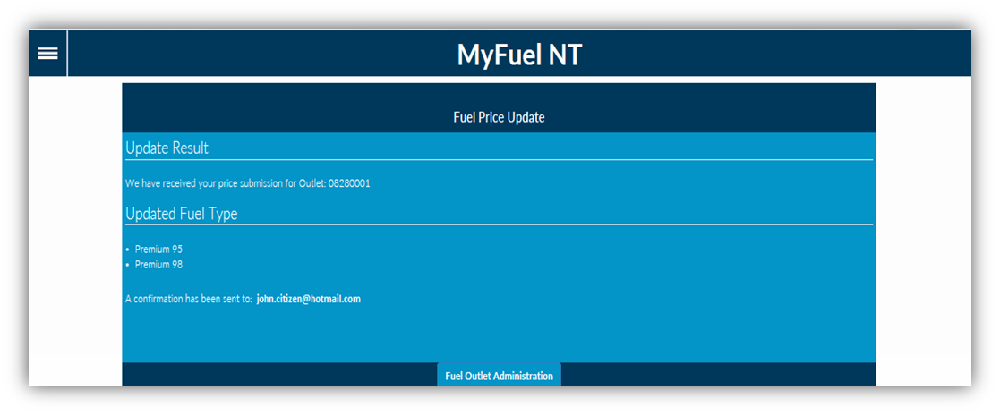 MyFuel NT
Fuel Price Update
Update Result
We have received your price submission for Outlet: 08280001
Updated Fuel Type
• Premium 95
• Premium 98
A confirmation has been sent to: john.citizen@hotmail.com
Fuel Outlet Administration